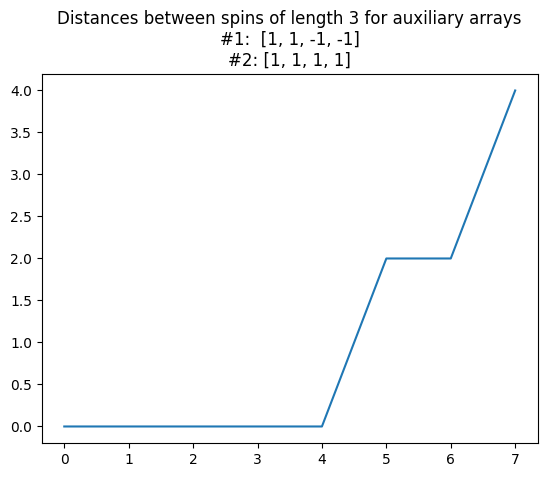 Distances between spins of length 3 for auxiliary arrays
#1:  [1, 1, -1, -1]
#2: [1, 1, 1, 1]
4.0
3.5
3.0
2.5
2.0
1.5
1.0
0.5
0.0
0 1 2 3 4 5 6 7